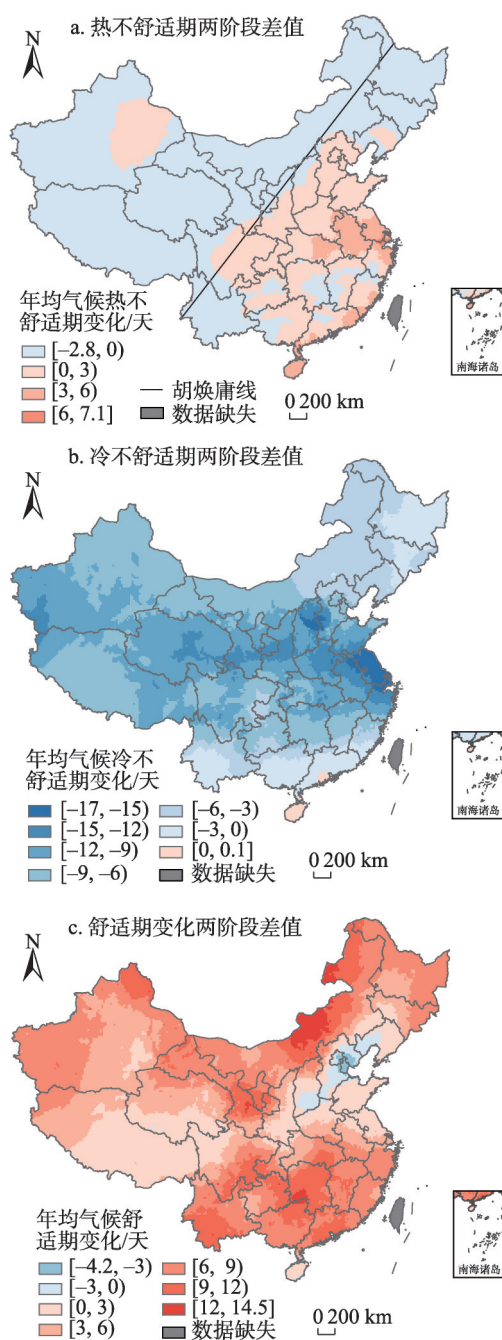 a. 热不舒适期两阶段差值
N
年均气候热不
舒适期变化/天
[–2.8, 0)
[0, 3)
[3, 6)
[6, 7.1]
胡焕庸线
数据缺失
0 200 km
南海诸岛
b. 冷不舒适期两阶段差值
N
年均气候冷不
舒适期变化/天
[–17, –15)
[–15, –12)
[–12, –9)
[–9, –6)
[–6, –3)
[–3, 0)
[0, 0.1]
数据缺失
0 200 km
南海诸岛
c. 舒适期变化两阶段差值
N
年均气候舒
适期变化/天
[–4.2, –3)
[–3, 0)
[0, 3)
[3, 6)
[6, 9)
[9, 12)
[12, 14.5]
数据缺失
0 200 km
南海诸岛